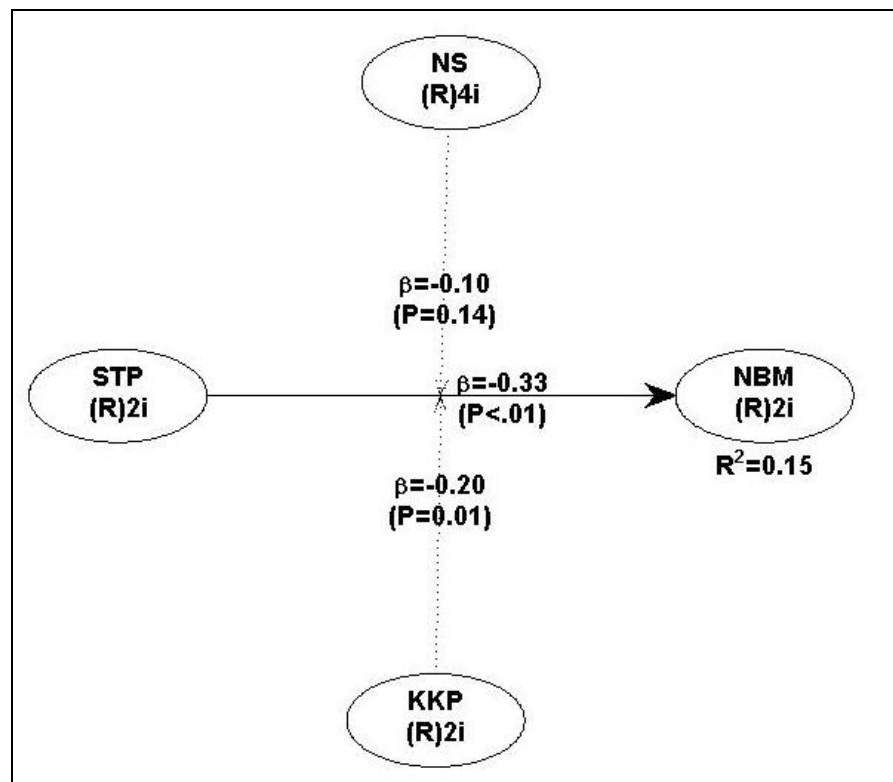 NS
(R)4i
β=-0.10
(P=0.14)
STP
(R)2i
β=-0.33
(P<.01)
NBM
(R)2i
R²=0.15
β=-0.20
(P=0.01)
KKP
(R)2i